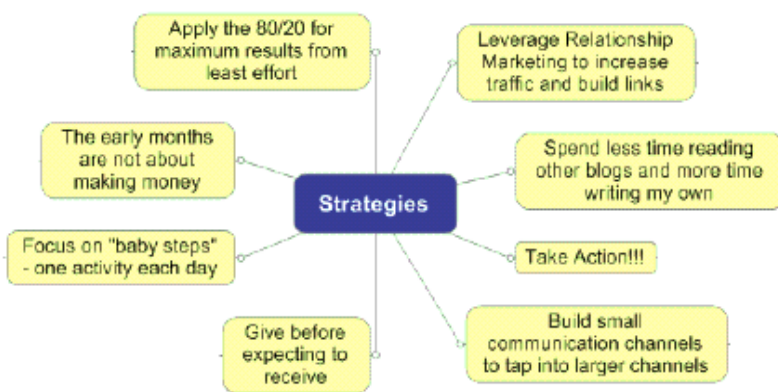 Apply the 80/20 for
maximum results from
least effort
Leverage Relationship
Marketing to increase
traffic and build links
The early months
are not about
making money
Spend less time reading
other blogs and more time
writing my own
Strategies
Focus on "baby steps"
- one activity each day
Take Action!!!
Give before
expecting to
receive
Build small
communication channels
to tap into larger channels